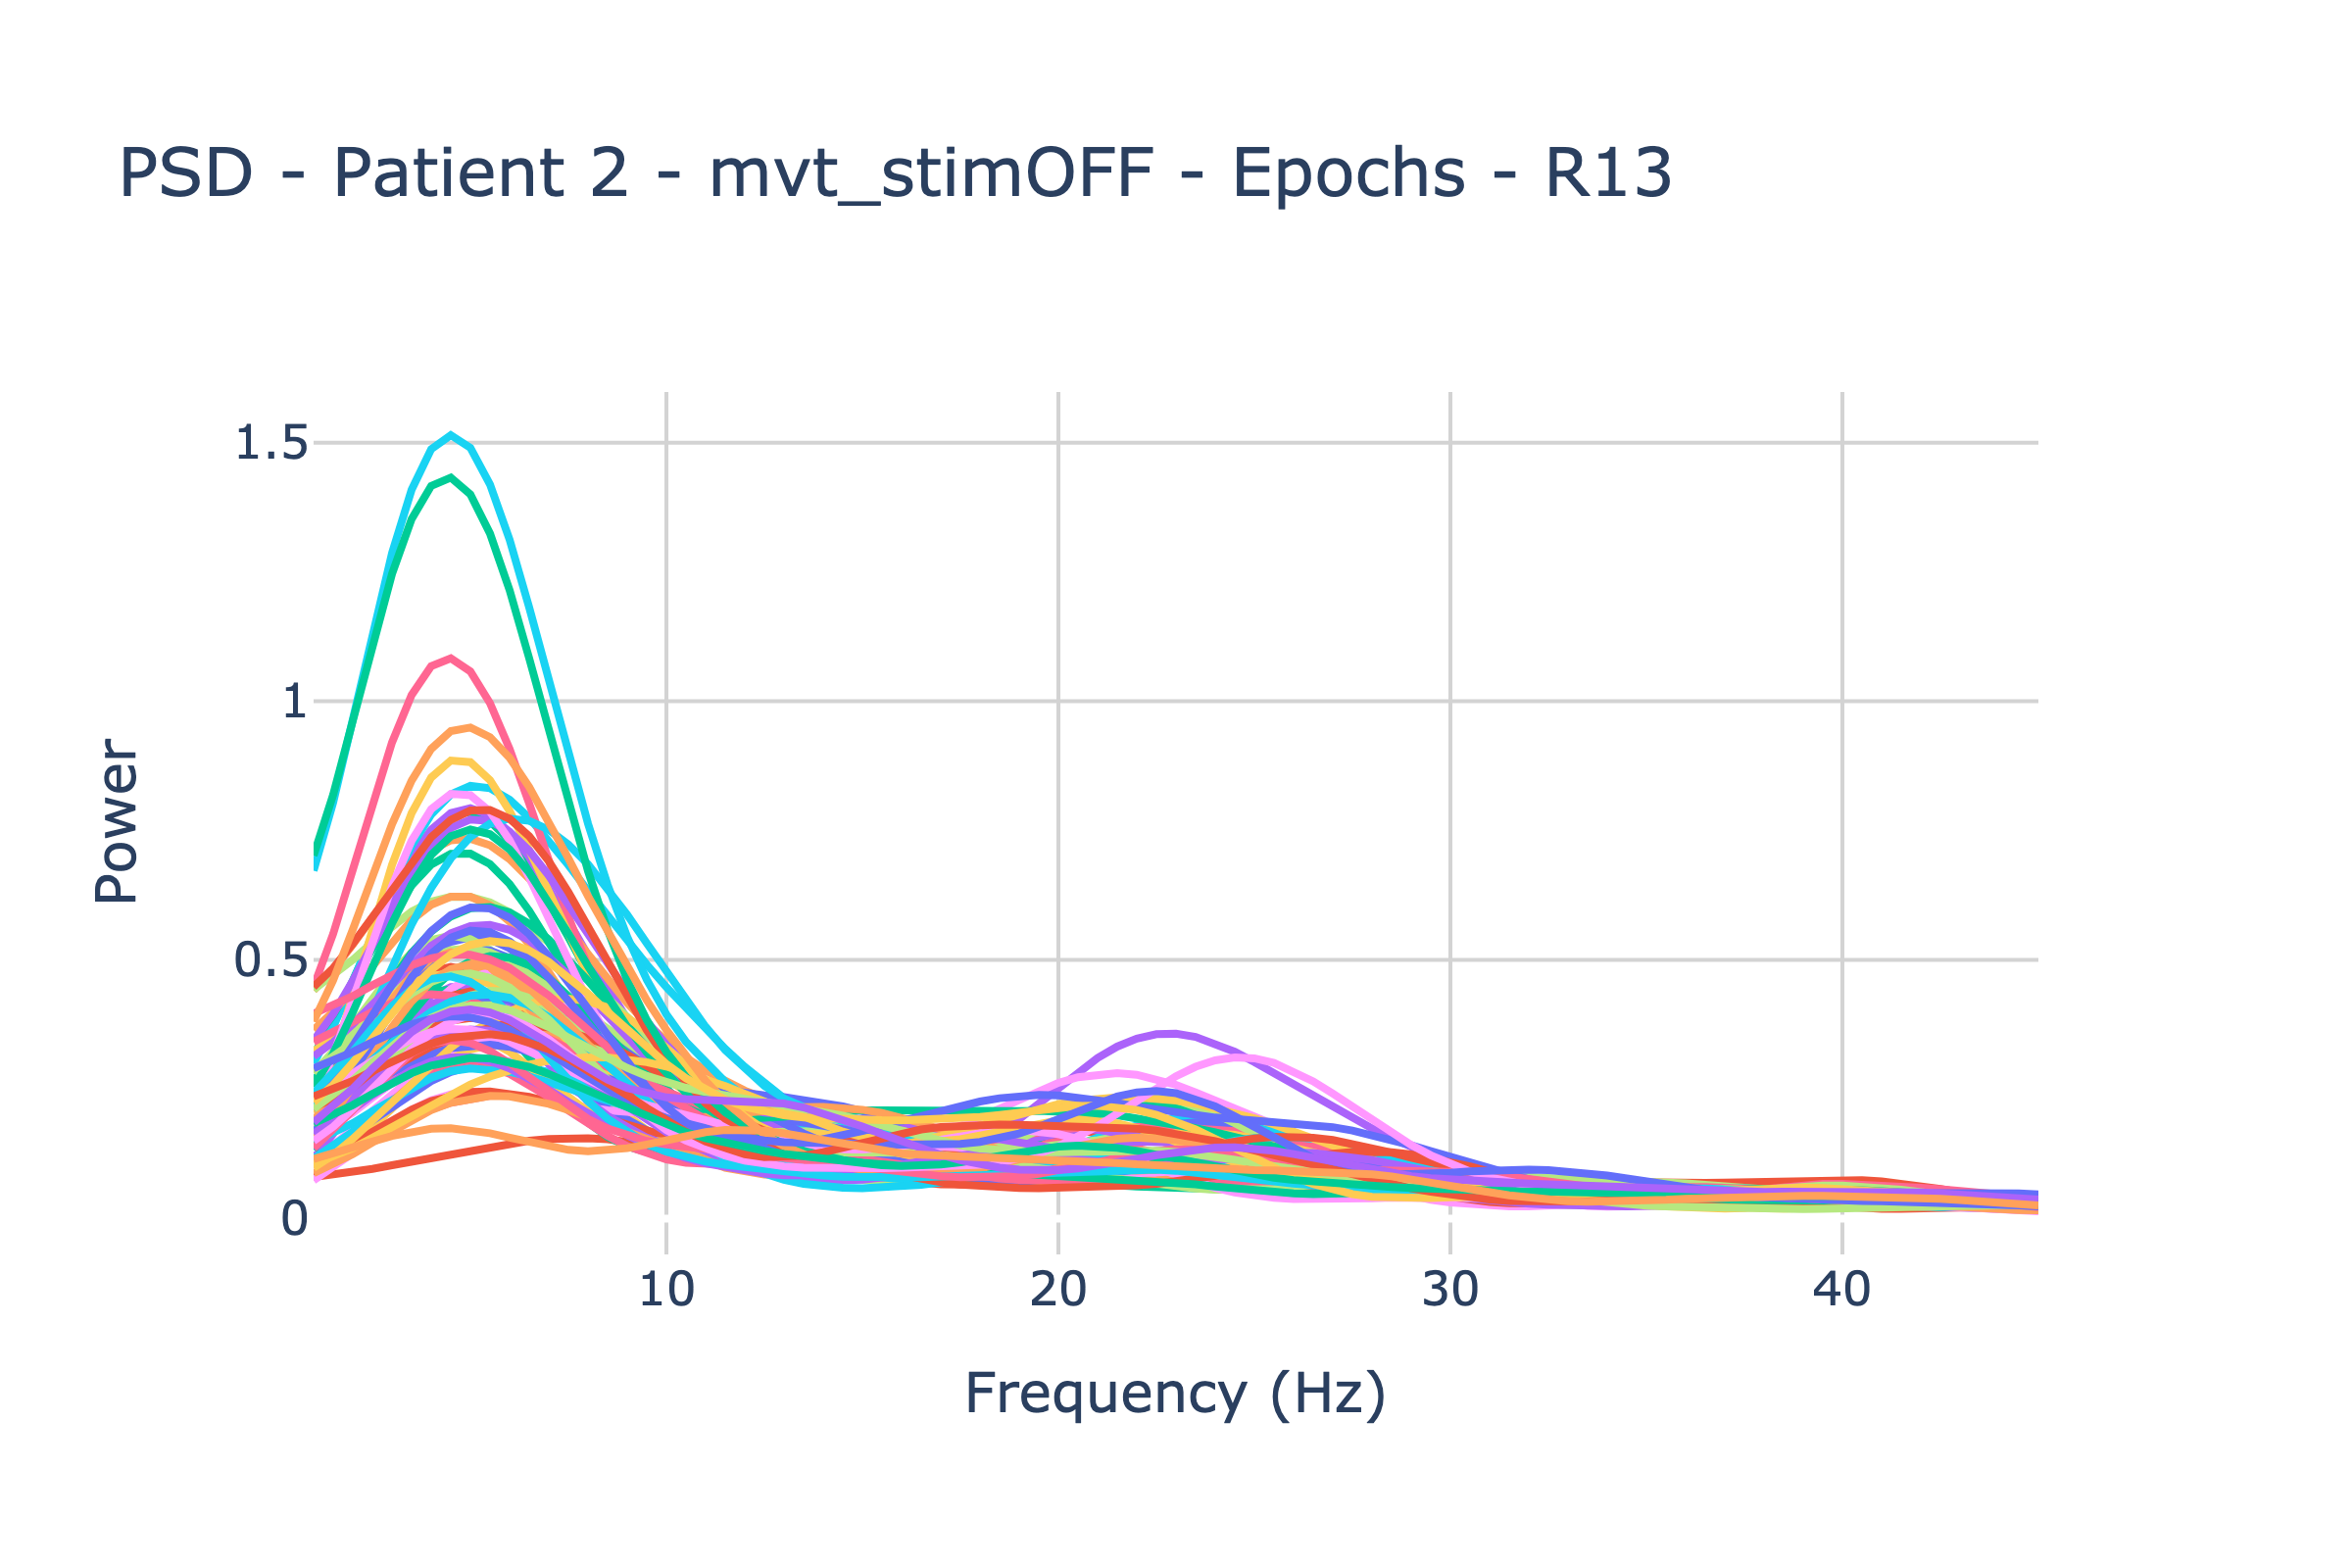 PSD - Patient 2 - mvt_stimOFF - Epochs - R13
1.5
1
0.5
0
Power
10 20 30 40
Frequency (Hz)